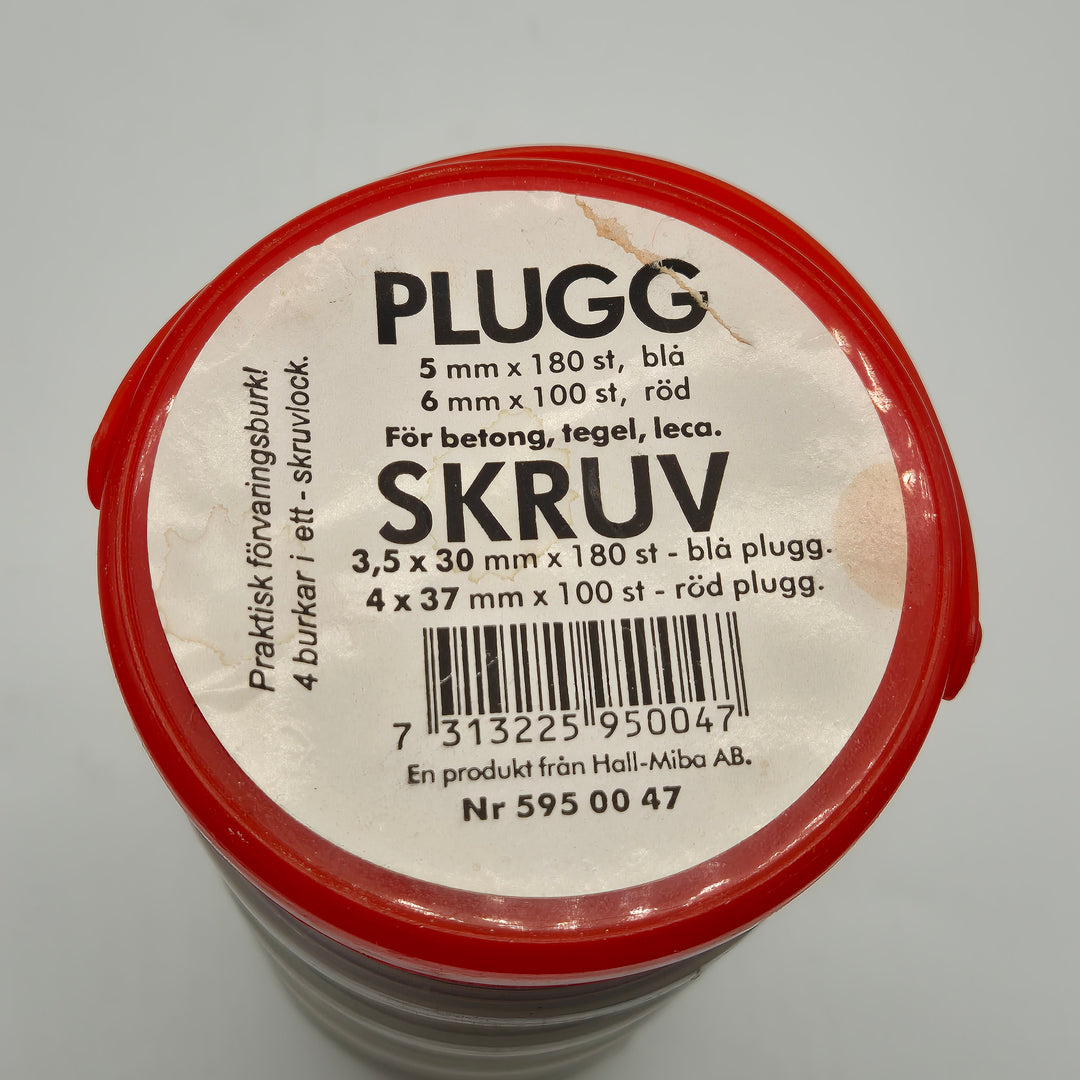 PLUGG
5 mm x 180 st, blå
6 mm x 100 st, röd
För betong, tegel, leca.
SKRUV
3,5 x 30 mm x 180 st - blå plugg.
4 x 37 mm x 100 st - röd plugg.
7 313225 950047
En produkt från Hall-Miba AB.
Nr 595 00 47
Praktisk förvaringsburk!
4 burkar i ett - skruvlock.